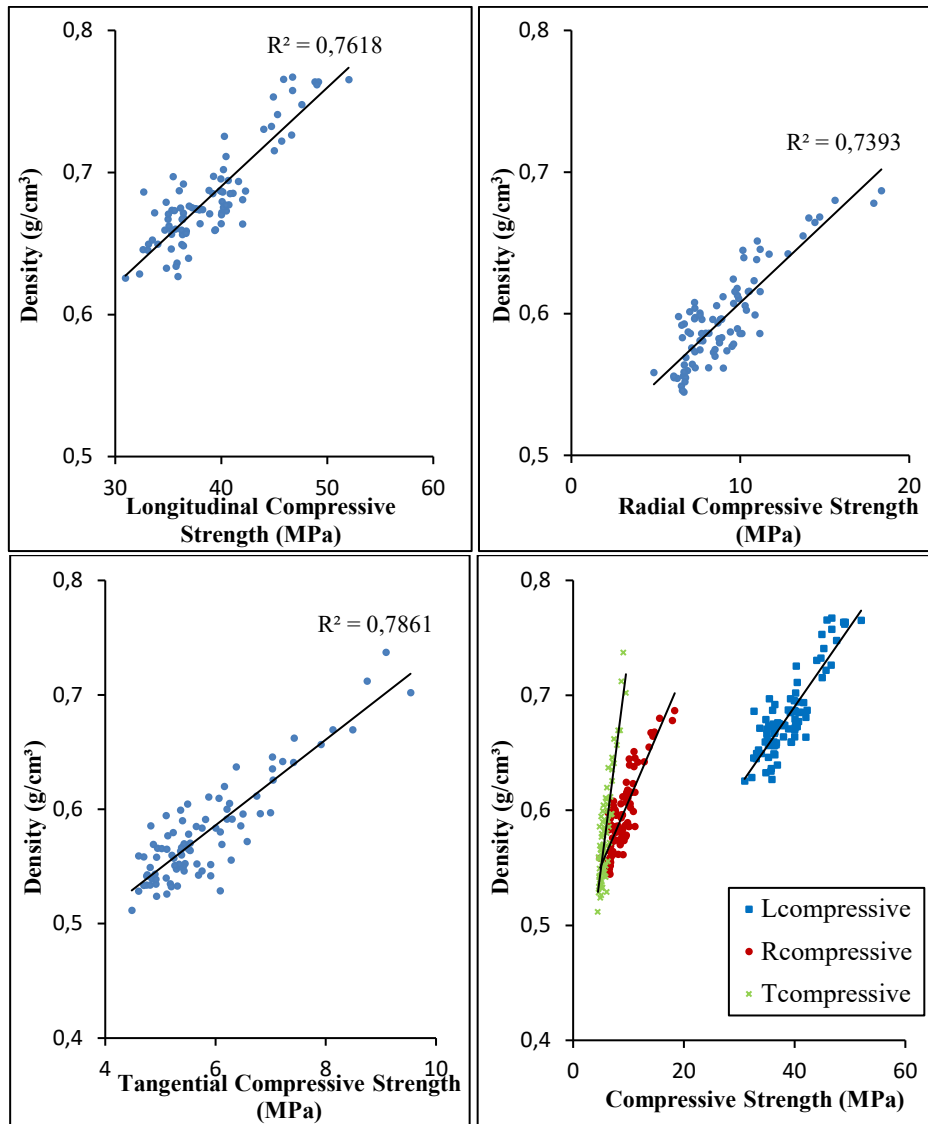 0,8
0,7
0,6
0,5
Density (g/cm³)
R² = 0,7618
30
40
50
60
Longitudinal Compressive
Strength (MPa)
0,8
0,7
0,6
0,5
Density (g/cm³)
R² = 0,7393
0
10
20
Radial Compressive Strength
(MPa)
0,8
0,7
0,6
0,5
0,4
Density (g/cm³)
R² = 0,7861
4
6
8
10
Tangential Compressive Strength
(MPa)
0,8
0,7
0,6
0,5
0,4
Density (g/cm³)
Lcompressive
Rcompressive
Tcompressive
0
20
40
60
Compressive Strength (MPa)